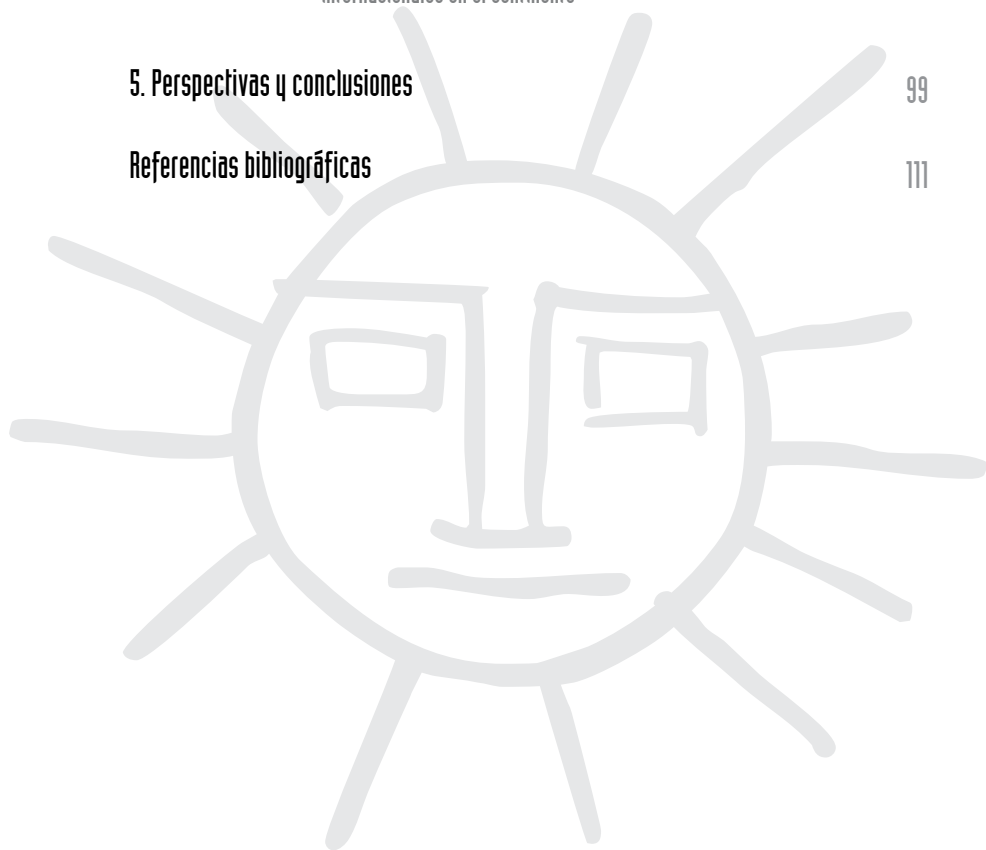 5. Perspectivas y conclusiones 99
Referencias bibliográficas 111